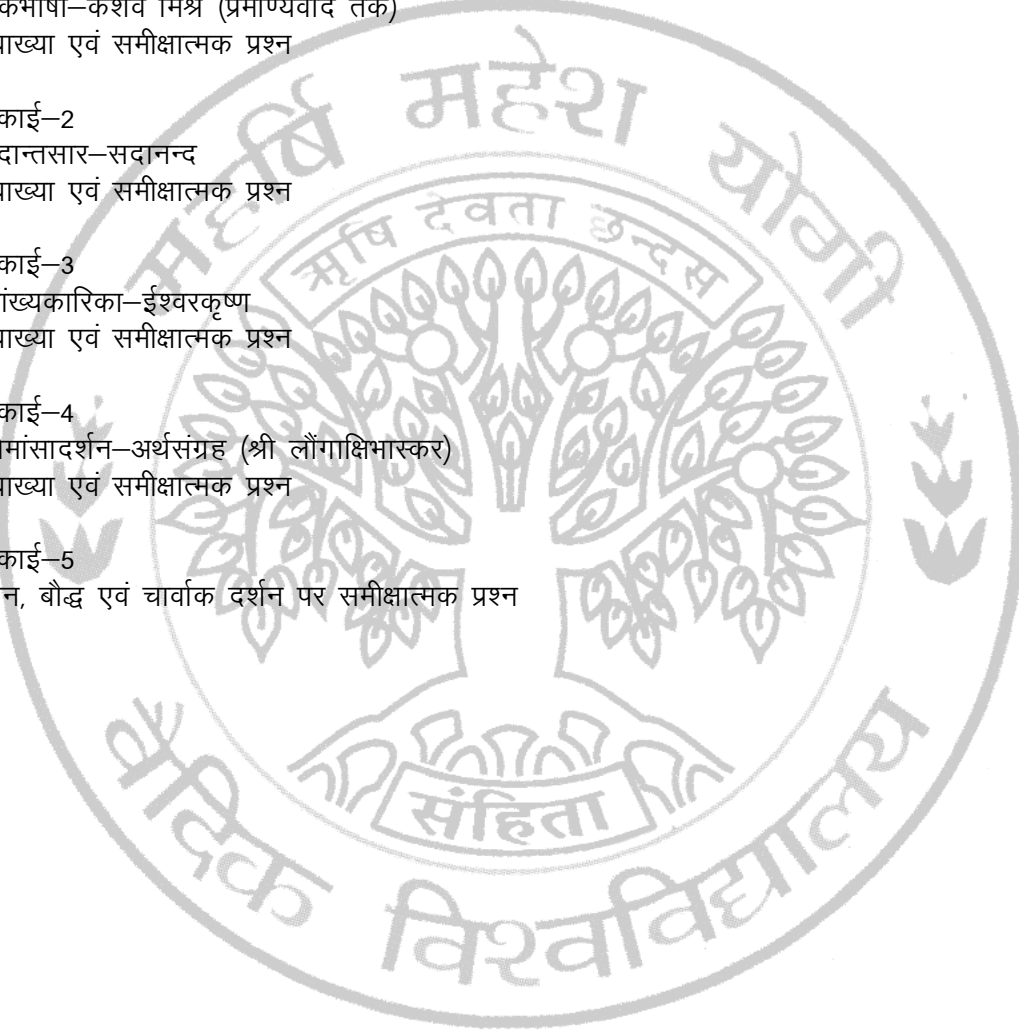 र्कभाषा–केशव मिश्र (प्रमाण्यवाद तक)
याख्या एवं समीक्षात्मक प्रश्न
काई–2
दान्तसार–सदानन्द
याख्या एवं समीक्षात्मक प्रश्न
काई–3
ांख्यकारिका–ईश्वरकृष्ण
याख्या एवं समीक्षात्मक प्रश्न
काई–4
ीमांसादर्शन–अर्थसंग्रह (श्री लौंगाक्षिभास्कर)
याख्या एवं समीक्षात्मक प्रश्न
काई–5
न, बौद्ध एवं चार्वाक दर्शन पर समीक्षात्मक प्रश्न
महर्षि महेश योगी
ऋषि देवता छन्दस
संहिता
वैदिक विश्वविद्यालय